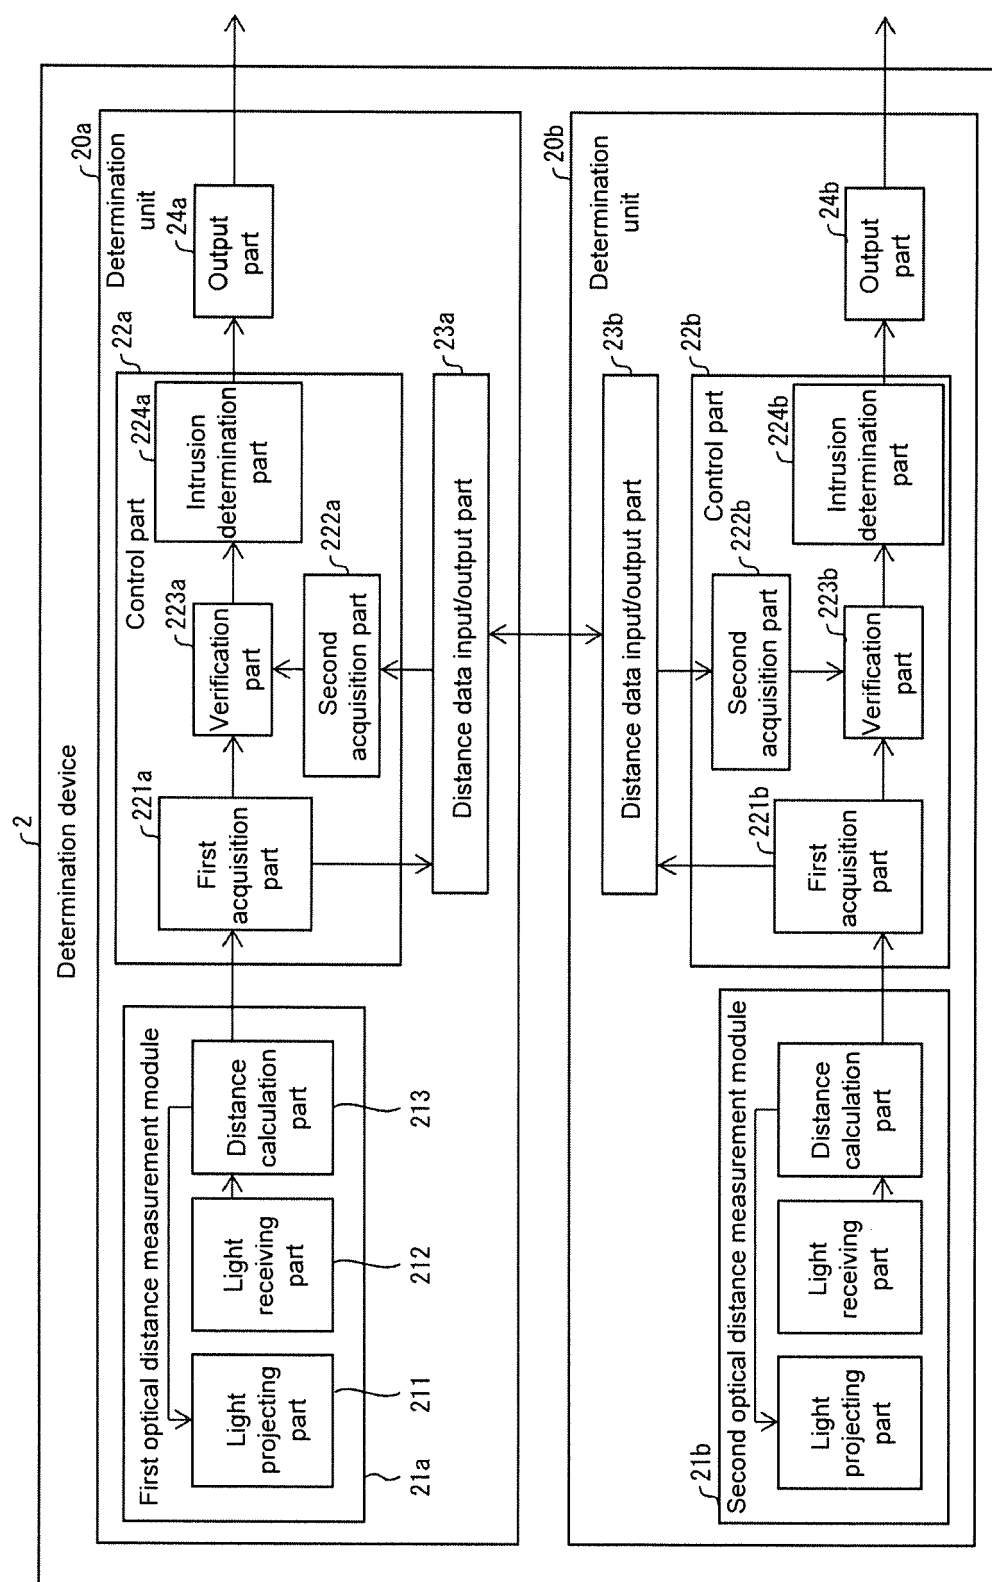 2
Determination device
20a
Determination
unit
First optical distance measurement module
21a
Light
projecting
part
211
Light
receiving
part
212
Distance
calculation
part
213
22a
Control part
221a
First
acquisition
part
222a
Second
acquisition part
223a
Verification
part
224a
Intrusion
determination
part
23a
Distance data input/output part
24a
Output
part
20b
Determination
unit
Second optical distance measurement module
21b
Light
projecting
part
Light
receiving
part
Distance
calculation
part
22b
Control part
221b
First
acquisition
part
222b
Second
acquisition part
223b
Verification
part
224b
Intrusion
determination
part
23b
Distance data input/output part
24b
Output
part